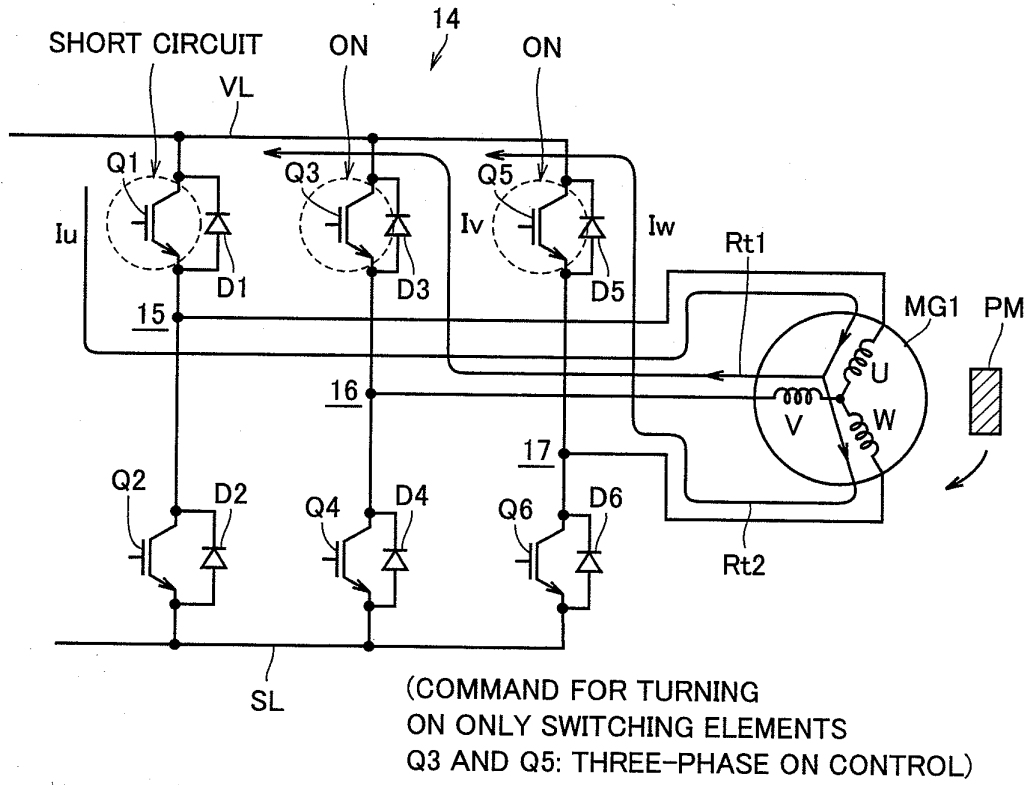 14
SHORT CIRCUIT
ON
ON
VL
Q1
Q3
Q5
Iu
Iv
Iw
D1
D3
D5
Rt1
MG1
PM
15
16
17
U
V
W
Q2
D2
Q4
D4
Q6
D6
Rt2
SL
(COMMAND FOR TURNING
ON ONLY SWITCHING ELEMENTS
Q3 AND Q5: THREE-PHASE ON CONTROL)